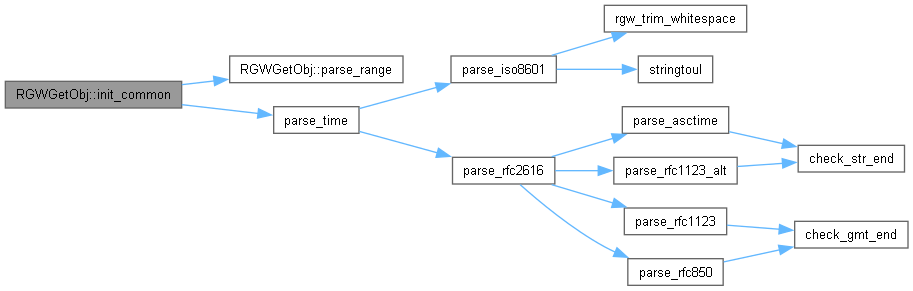 RGWGetObj::init_common
RGWGetObj::parse_range
parse_time
parse_iso8601
rgw_trim_whitespace
stringtoul
parse_rfc2616
parse_asctime
parse_rfc1123_alt
check_str_end
parse_rfc1123
parse_rfc850
check_gmt_end